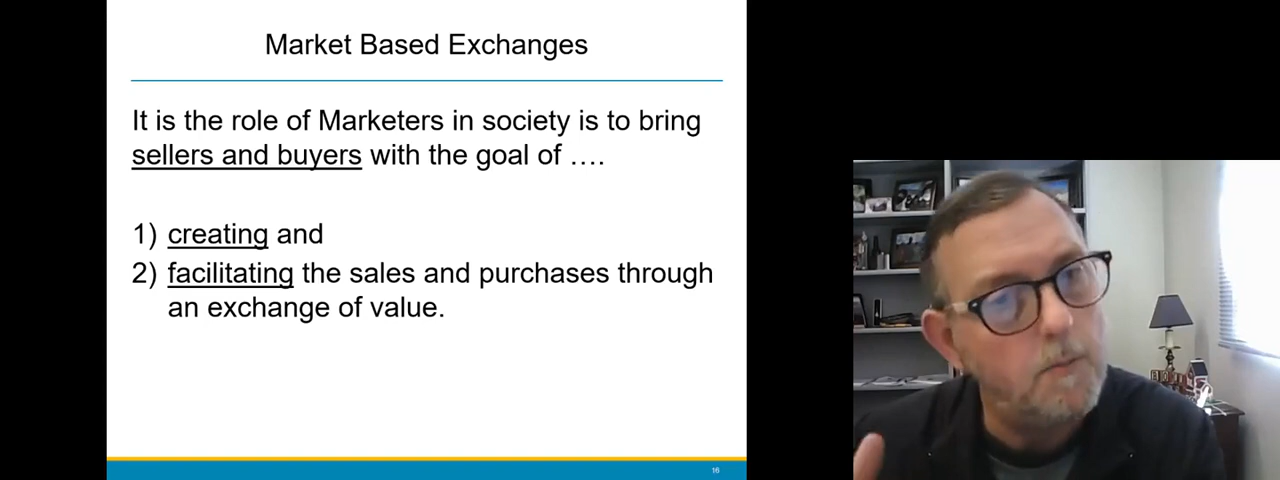 Market Based Exchanges
It is the role of Marketers in society is to bring
sellers and buyers with the goal of ….
1) creating and
2) facilitating the sales and purchases through
an exchange of value.
16